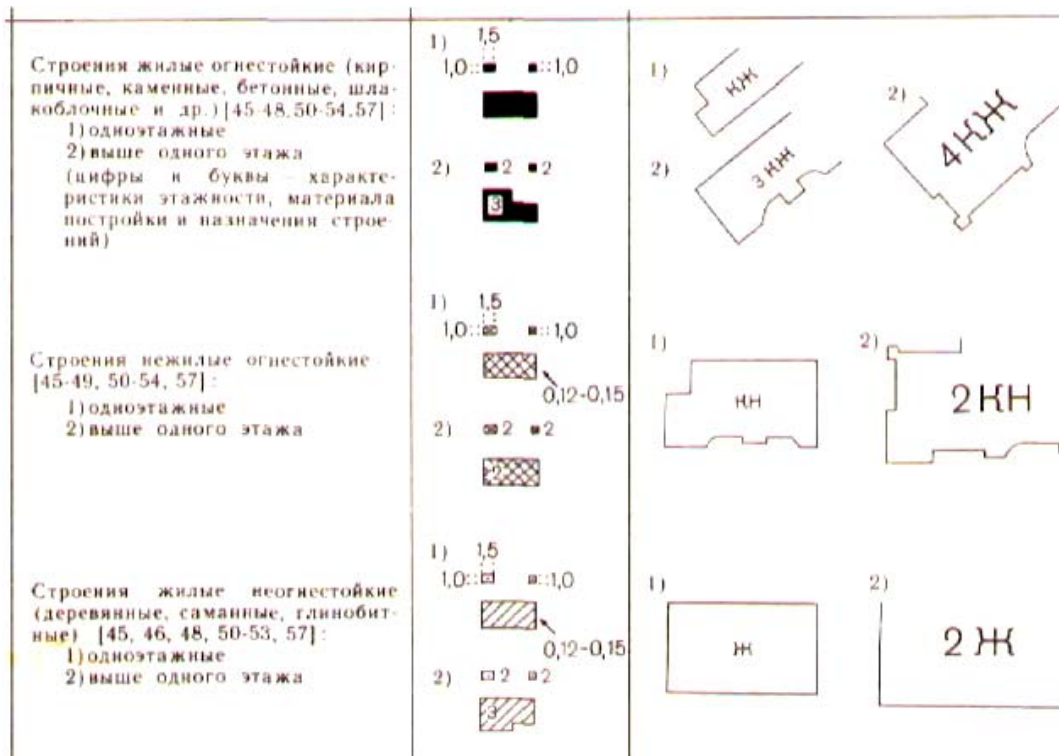 Строения жилые огнестойкие (кир-
пичные, каменные, бетонные, шла-
коблочные и др.) [45-48, 50-54, 57] :
1) одноэтажные
2) выше одного этажа
(цифры и буквы характе-
ристики этажности, материала
постройки и назначения строе-
ний)
1) 1,5
1,0 1,0
2) 2 2
3
1) КЖ
2) 3КЖ
2) 4КЖ
Строения нежилые огнестойкие
[45-49, 50-54, 57] :
1) одноэтажные
2) выше одного этажа
1) 1,5
1,0 1,0
0,12-0,15
2) 2 2
2
1) КН
2) 2КН
Строения жилые неогнестойкие
(деревянные, саманные, глинобит-
ные) [45, 46, 48, 50-53, 57] :
1) одноэтажные
2) выше одного этажа
1) 1,5
1,0 1,0
0,12-0,15
2) 2 2
3
1) Ж
2) 2Ж